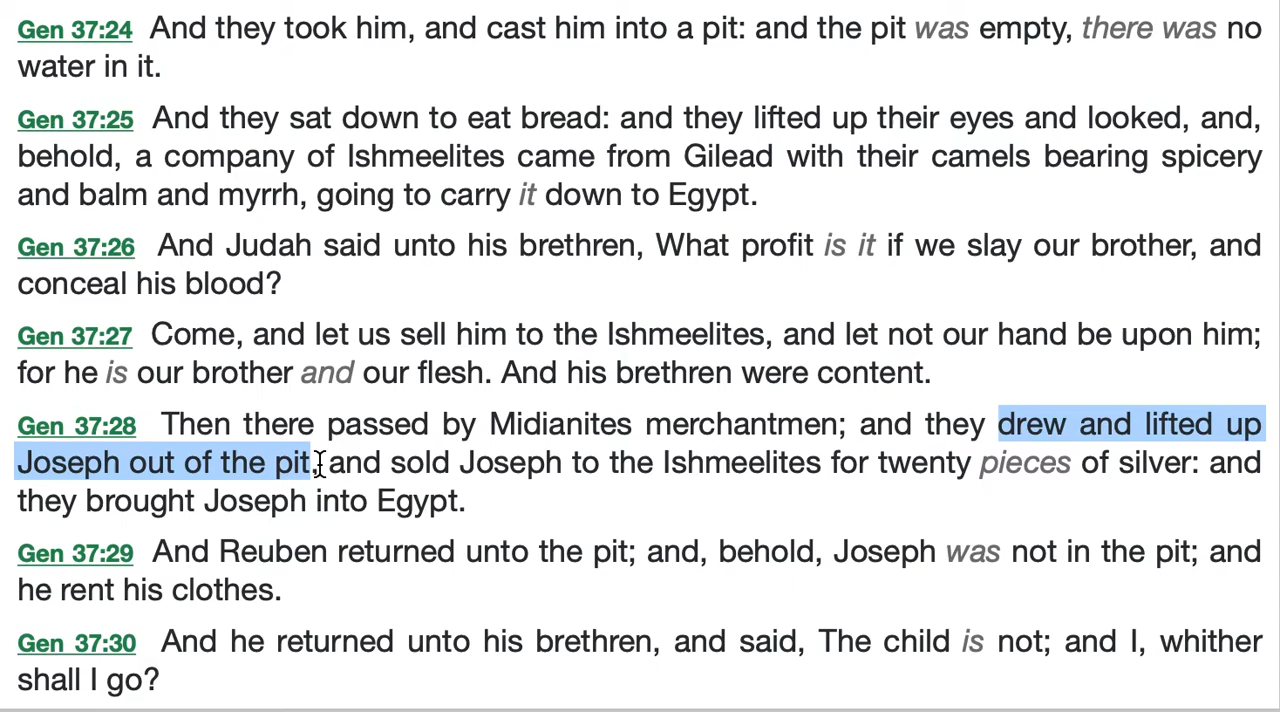 Gen 37:24 And they took him, and cast him into a pit: and the pit was empty, there was no
water in it.
Gen 37:25 And they sat down to eat bread: and they lifted up their eyes and looked, and,
behold, a company of Ishmeelites came from Gilead with their camels bearing spicery
and balm and myrrh, going to carry it down to Egypt.
Gen 37:26 And Judah said unto his brethren, What profit is it if we slay our brother, and
conceal his blood?
Gen 37:27 Come, and let us sell him to the Ishmeelites, and let not our hand be upon him;
for he is our brother and our flesh. And his brethren were content.
Gen 37:28 Then there passed by Midianites merchantmen; and they drew and lifted up
Joseph out of the pit, and sold Joseph to the Ishmeelites for twenty pieces of silver: and
they brought Joseph into Egypt.
Gen 37:29 And Reuben returned unto the pit; and, behold, Joseph was not in the pit; and
he rent his clothes.
Gen 37:30 And he returned unto his brethren, and said, The child is not; and I, whither
shall I go?